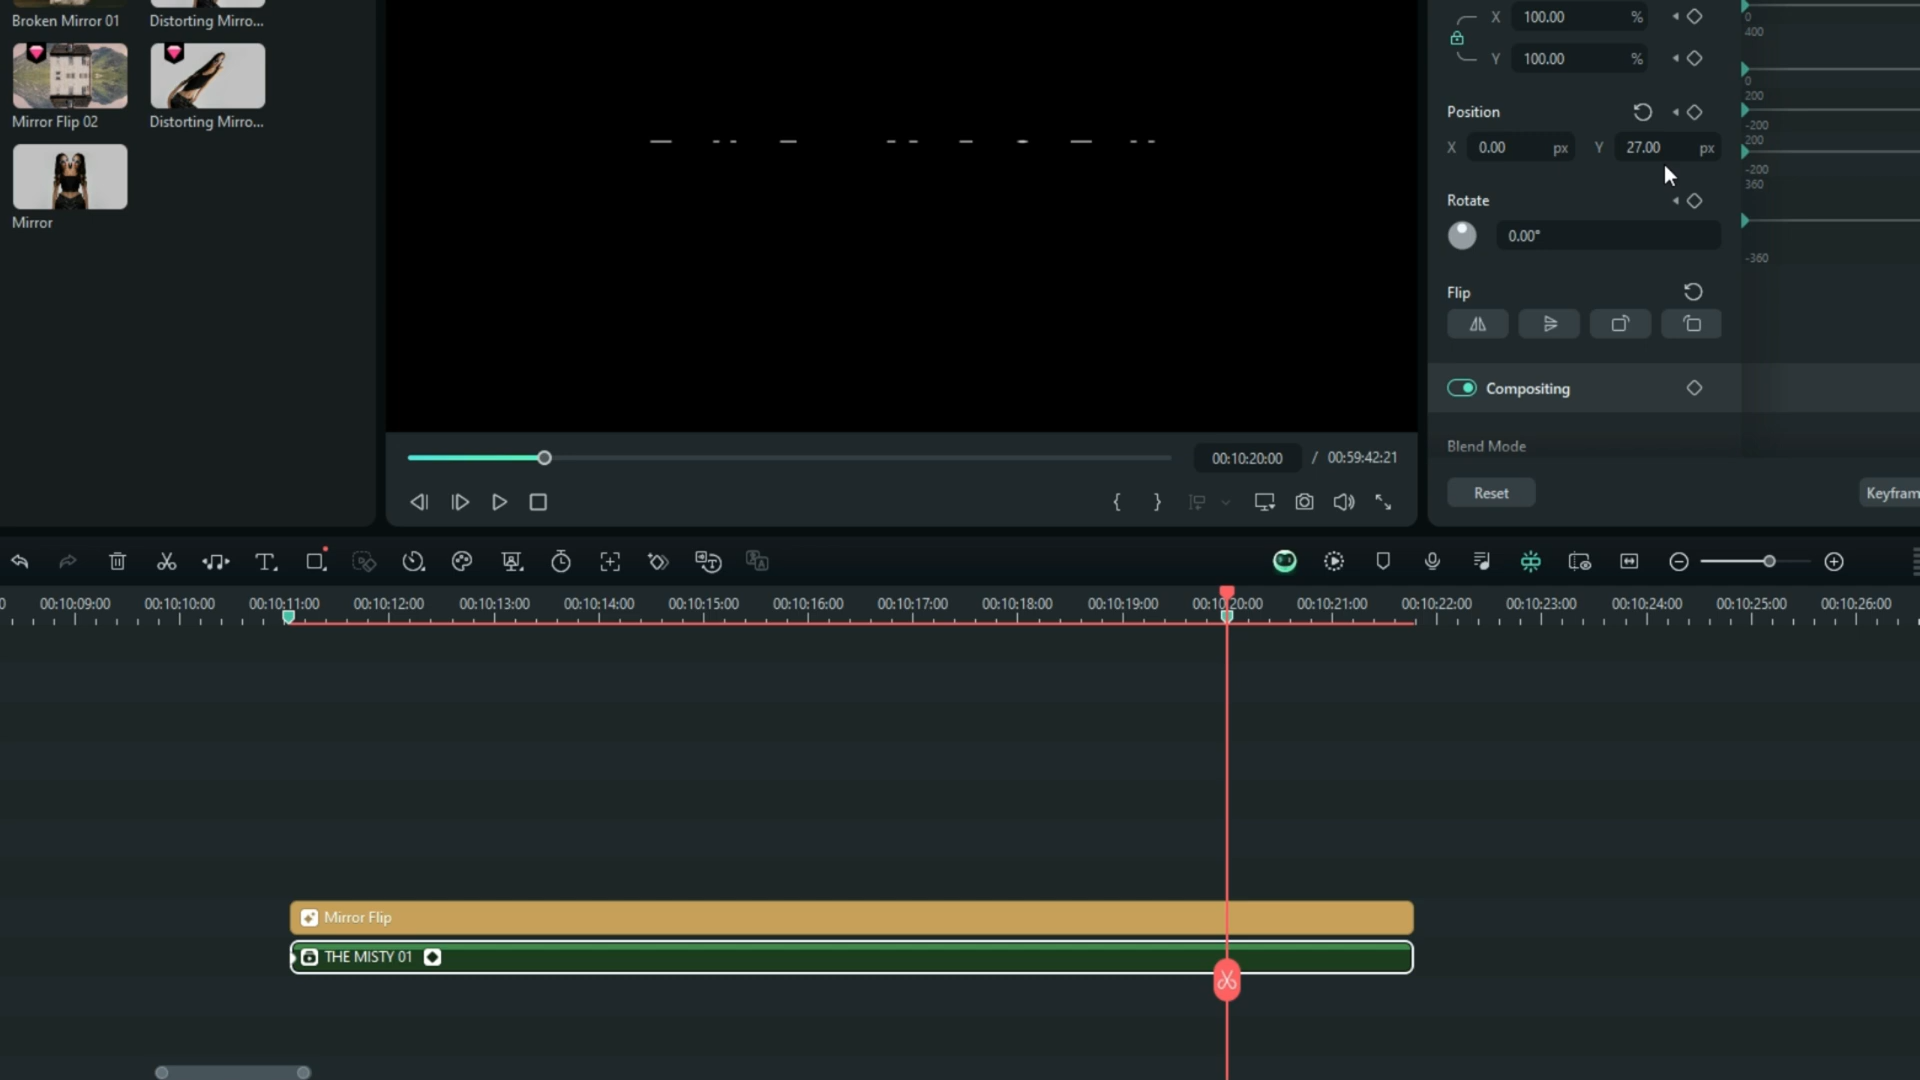 Broken Mirror 01
Distorting Mirro...
Mirror Flip 02
Distorting Mirro...
Mirror
X 100.00 %
Y 100.00 %
Position
X 0.00 px Y 27.00 px
Rotate
0.00°
Flip
Compositing
Blend Mode
Reset
Keyfram
0
400
0
200
-200
200
-200
360
-360
00:10:20:00 / 00:59:42:21
{ }
0 00:10:09:00 00:10:10:00 00:10:11:00 00:10:12:00 00:10:13:00 00:10:14:00 00:10:15:00 00:10:16:00 00:10:17:00 00:10:18:00 00:10:19:00 00:10:20:00 00:10:21:00 00:10:22:00 00:10:23:00 00:10:24:00 00:10:25:00 00:10:26:00
Mirror Flip
THE MISTY 01